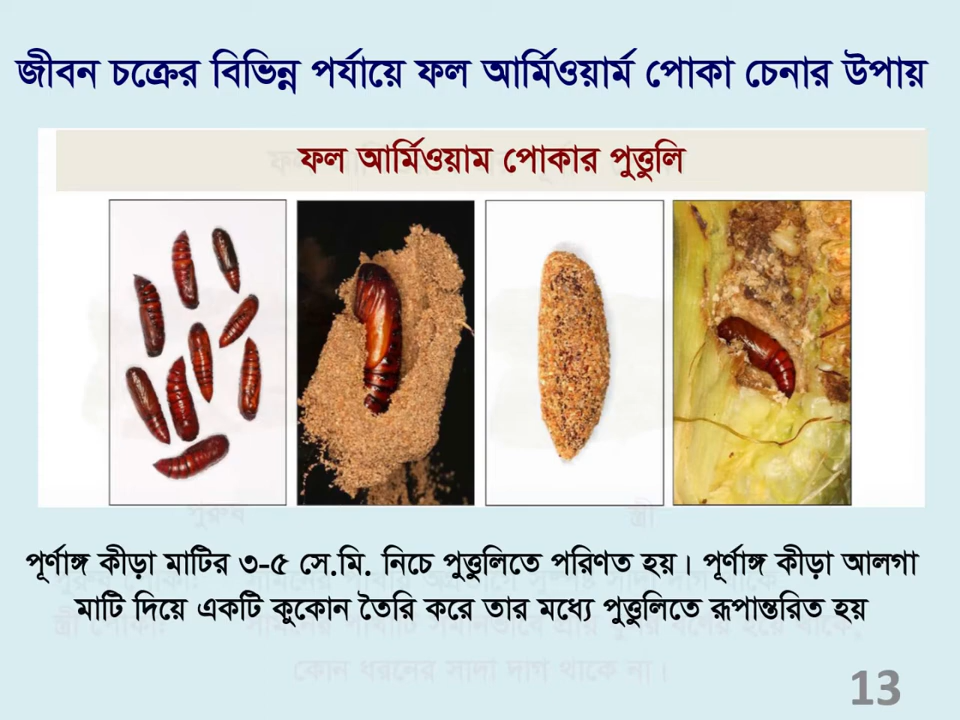 জীবন চক্রের বিভিন্ন পর্যায়ে ফল আর্মিওয়ার্ম পোকা চেনার উপায়
ফল আর্মিওয়াম পোকার পুত্তুলি
পুরুষ স্ত্রী
পূর্ণাঙ্গ কীড়া মাটির ৩-৫ সে.মি. নিচে পুত্তুলিতে পরিণত হয়। পূর্ণাঙ্গ কীড়া আলগা
মাটি দিয়ে একটি কুকোন তৈরি করে তার মধ্যে পুত্তুলিতে রূপান্তরিত হয়
কোন ধরনের সাদা দাগ থাকে না।
13